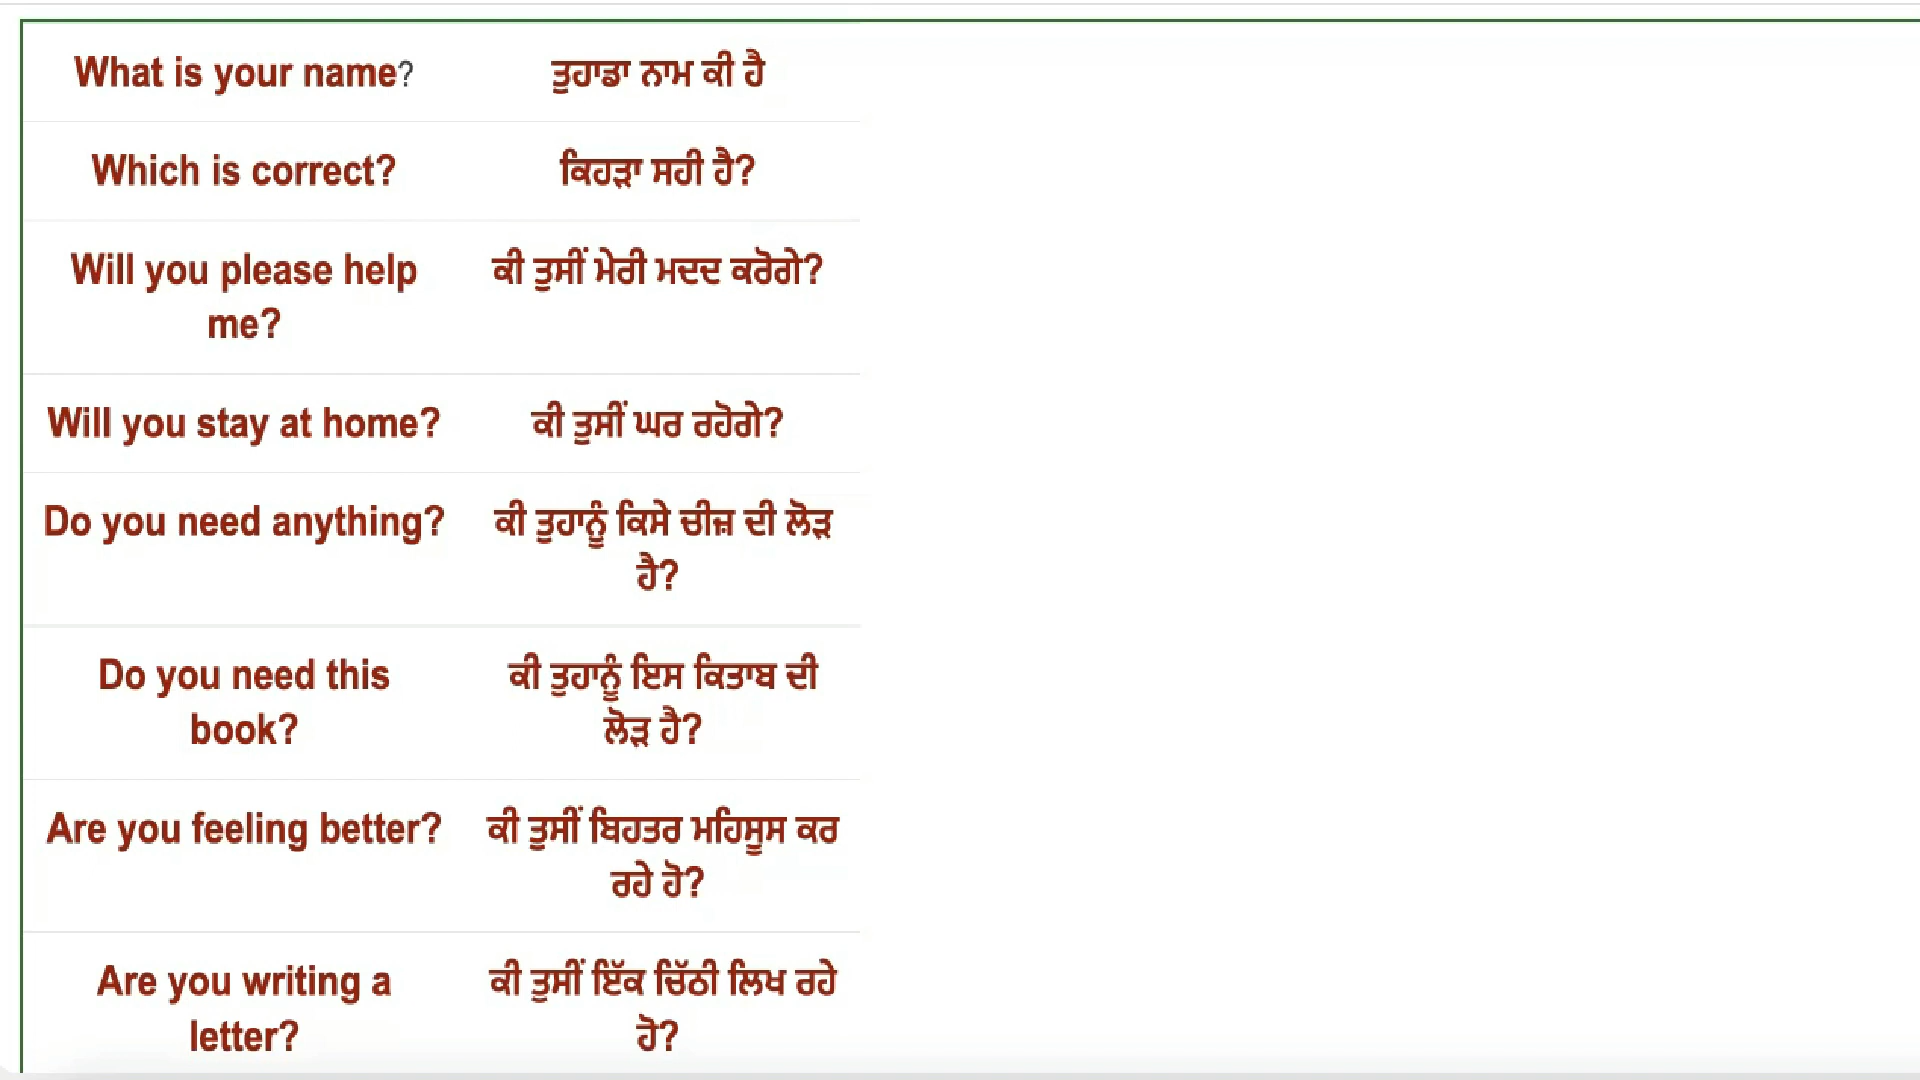 What is your name? ਤੁਹਾਡਾ ਨਾਮ ਕੀ ਹੈ
Which is correct? ਕਿਹੜਾ ਸਹੀ ਹੈ?
Will you please help ਕੀ ਤੁਸੀਂ ਮੇਰੀ ਮਦਦ ਕਰੋਗੇ?
me?
Will you stay at home? ਕੀ ਤੁਸੀਂ ਘਰ ਰਹੋਗੇ?
Do you need anything? ਕੀ ਤੁਹਾਨੂੰ ਕਿਸੇ ਚੀਜ਼ ਦੀ ਲੋੜ
ਹੈ?
Do you need this ਕੀ ਤੁਹਾਨੂੰ ਇਸ ਕਿਤਾਬ ਦੀ
book? ਲੋੜ ਹੈ?
Are you feeling better? ਕੀ ਤੁਸੀਂ ਬਿਹਤਰ ਮਹਿਸੂਸ ਕਰ
ਰਹੇ ਹੋ?
Are you writing a ਕੀ ਤੁਸੀਂ ਇੱਕ ਚਿੱਠੀ ਲਿਖ ਰਹੇ
letter? ਹੋ?